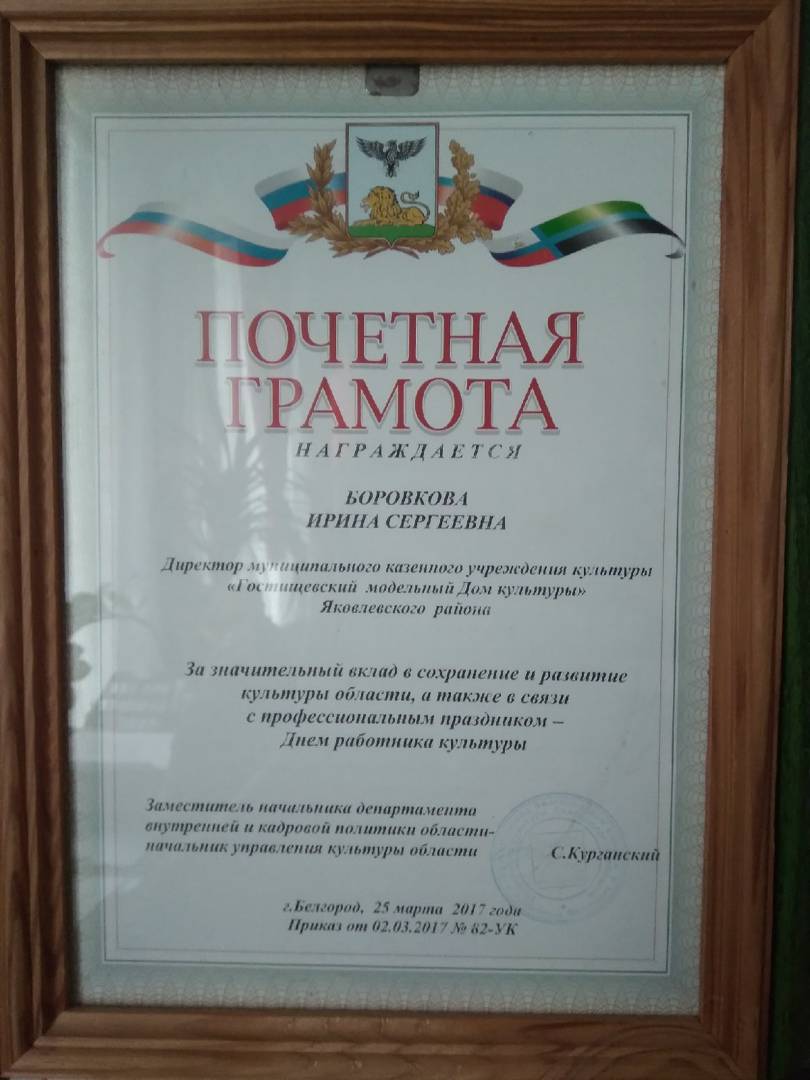 ПОЧЕТНАЯ
ГРАМОТА
НАГРАЖДАЕТСЯ
БОРОВКОВА
ИРИНА СЕРГЕЕВНА
Директор муниципального казенного учреждения культуры
«Гостищевский модельный Дом культуры»
Яковлевского района
За значительный вклад в сохранение и развитие
культуры области, а также в связи
с профессиональным праздником –
Днем работника культуры
Заместитель начальника департамента
внутренней и кадровой политики области-
начальник управления культуры области
С.Курганский
г.Белгород, 25 марта 2017 года
Приказ от 02.03.2017 № 82-УК